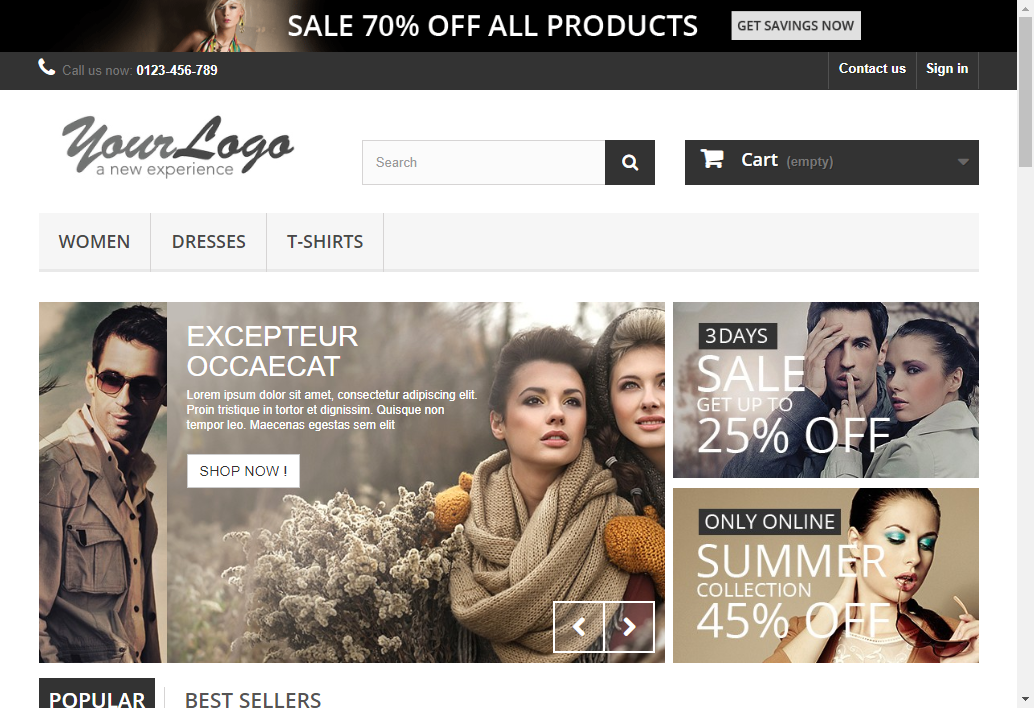 SALE 70% OFF ALL PRODUCTS GET SAVINGS NOW
Call us now: 0123-456-789 Contact us Sign in
YourLogo
a new experience
Search
Cart (empty)
WOMEN DRESSES T-SHIRTS
EXCEPTEUR
OCCAECAT
Lorem ipsum dolor sit amet, consectetur adipiscing elit.
Proin tristique in tortor et dignissim. Quisque non
tempor leo. Maecenas egestas sem elit
SHOP NOW !
3 DAYS
SALE
GET UP TO
25% OFF
ONLY ONLINE
SUMMER
COLLECTION
45% OFF
POPULAR BEST SELLERS